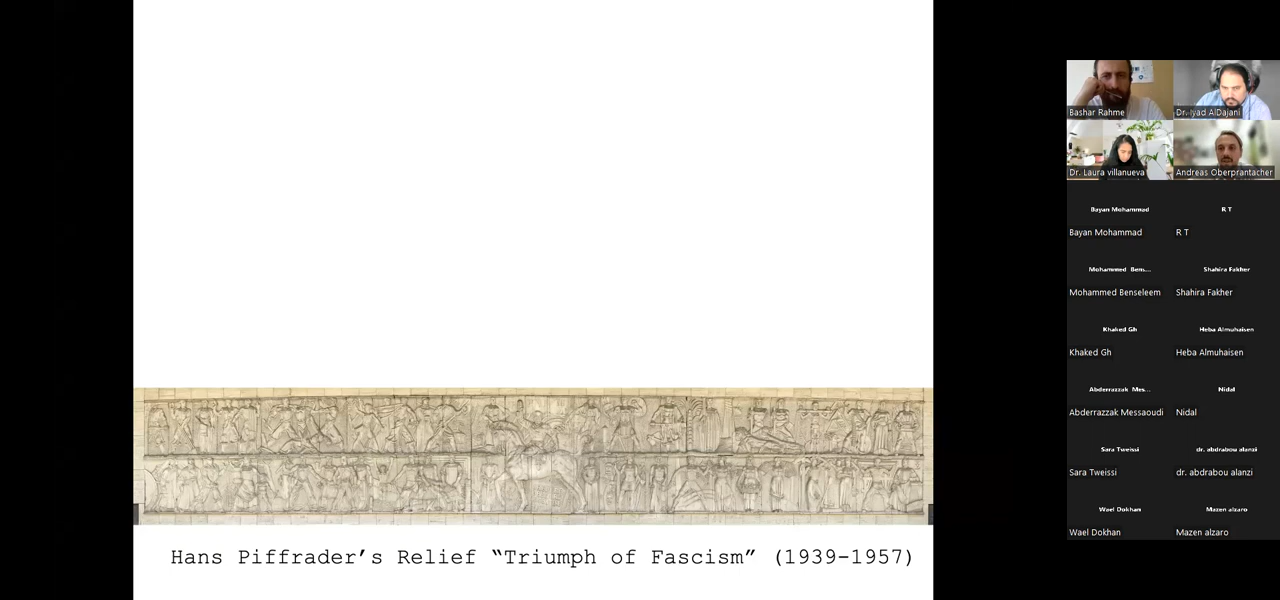 Bashar Rahme
Dr. Iyad AlDajani
Dr. Laura villanueva
Andreas Oberprantacher
Bayan Mohammad
R T
Bayan Mohammad
R T
Mohammed Bens...
Shahira Fakher
Mohammed Benseleem
Shahira Fakher
Khaked Gh
Heba Almuhaisen
Khaked Gh
Heba Almuhaisen
Abderrazzak Mes...
Nidal
Abderrazzak Messaoudi
Nidal
Sara Tweissi
dr. abdrabou alanzi
Sara Tweissi
dr. abdrabou alanzi
Wael Dokhan
Mazen alzaro
Wael Dokhan
Mazen alzaro
Hans Piffrader’s Relief “Triumph of Fascism” (1939-1957)